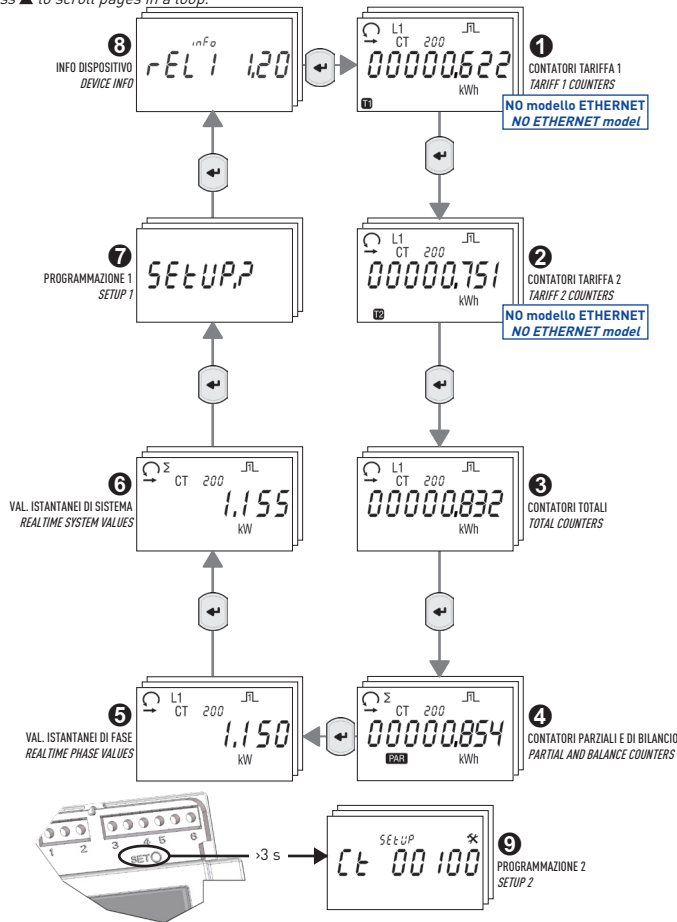 ss ▲ to scroll pages in a loop.
8
INFO DISPOSITIVO
DEVICE INFO
info
rEL1 1.20
L1
CT 200
00000.622
kWh
T1
1
CONTATORI TARIFFA 1
TARIFF 1 COUNTERS
NO modello ETHERNET
NO ETHERNET model
7
PROGRAMMAZIONE 1
SETUP 1
SEtUP.?
L1
CT 200
00000.751
kWh
T2
2
CONTATORI TARIFFA 2
TARIFF 2 COUNTERS
NO modello ETHERNET
NO ETHERNET model
6
VAL. ISTANTANEI DI SISTEMA
REALTIME SYSTEM VALUES
Σ
CT 200
1.155
kW
L1
CT 200
00000.832
kWh
3
CONTATORI TOTALI
TOTAL COUNTERS
5
VAL. ISTANTANEI DI FASE
REALTIME PHASE VALUES
L1
CT 200
1.150
kW
Σ
CT 200
00000.854
PAR kWh
4
CONTATORI PARZIALI E DI BILANCIO
PARTIAL AND BALANCE COUNTERS
1 2 3 4 5 6
SET
>3 s
SEtUP
Ct 00100
9
PROGRAMMAZIONE 2
SETUP 2